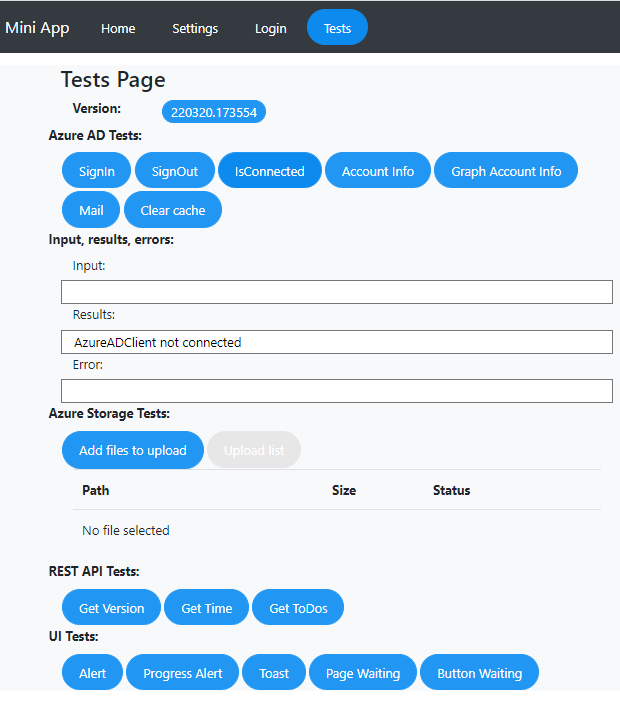 Mini App Home Settings Login Tests
Tests Page
Version: 220320.173554
Azure AD Tests:
SignIn SignOut IsConnected Account Info Graph Account Info
Mail Clear cache
Input, results, errors:
Input:
Results:
AzureADClient not connected
Error:
Azure Storage Tests:
Add files to upload Upload list
Path Size Status
No file selected
REST API Tests:
Get Version Get Time Get ToDos
UI Tests:
Alert Progress Alert Toast Page Waiting Button Waiting